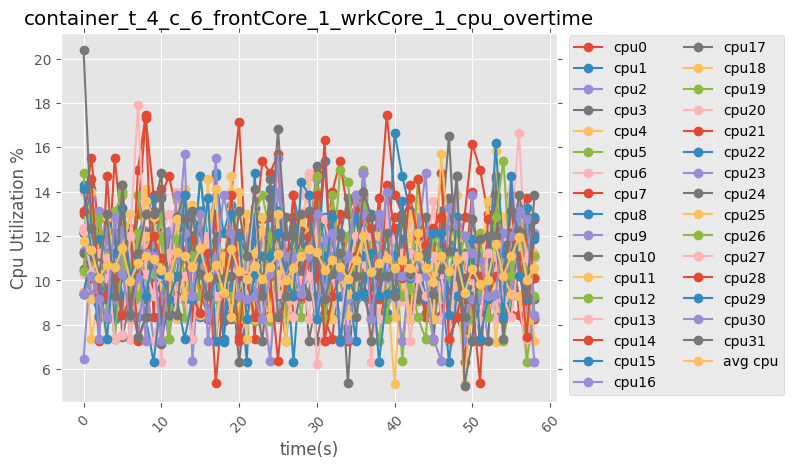 container_t_4_c_6_frontCore_1_wrkCore_1_cpu_overtime
Cpu Utilization %
20
18
16
14
12
10
8
6
0
10
20
30
40
50
60
time(s)
cpu0
cpu1
cpu2
cpu3
cpu4
cpu5
cpu6
cpu7
cpu8
cpu9
cpu10
cpu11
cpu12
cpu13
cpu14
cpu15
cpu16
cpu17
cpu18
cpu19
cpu20
cpu21
cpu22
cpu23
cpu24
cpu25
cpu26
cpu27
cpu28
cpu29
cpu30
cpu31
avg cpu